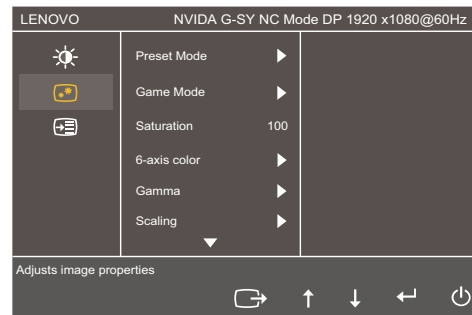 LENOVO
NVIDA G-SY NC Mode DP 1920 x1080@60Hz
Preset Mode
Game Mode
Saturation 100
6-axis color
Gamma
Scaling
Adjusts image properties